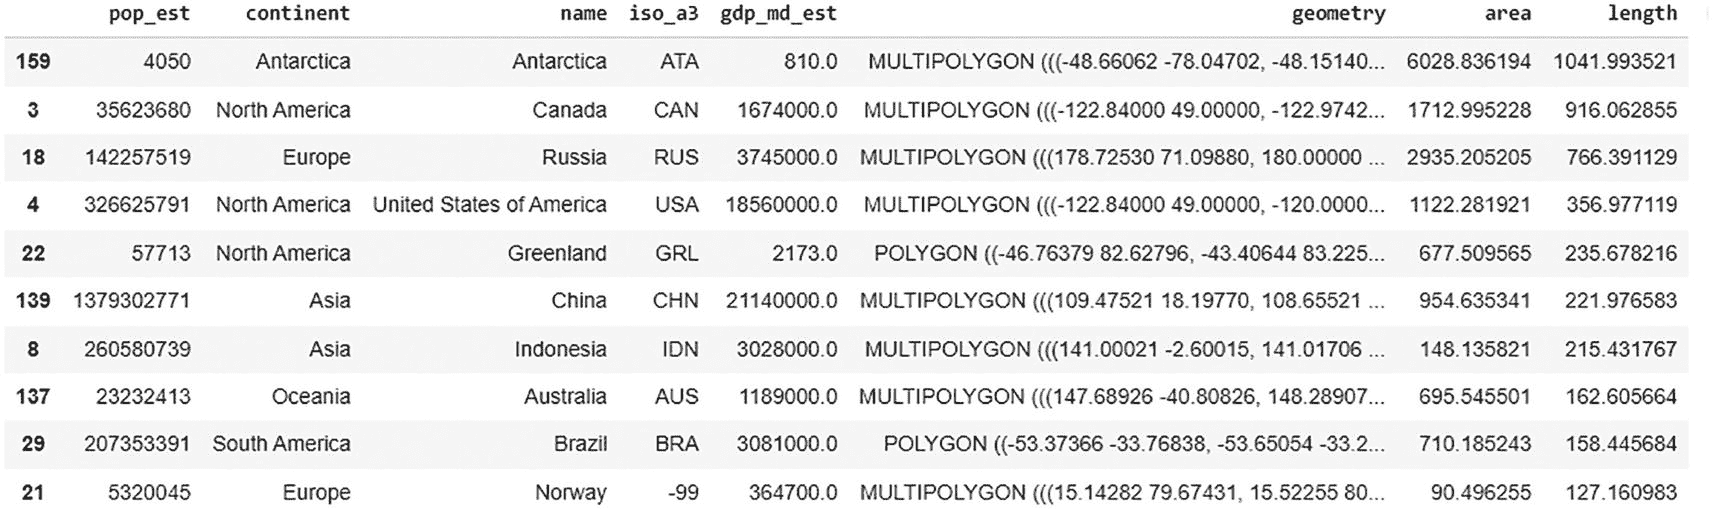 pop_est continent name iso_a3 gdp_md_est geometry area length
159 4050 Antarctica Antarctica ATA 810.0 MULTIPOLYGON (((-48.66062 -78.04702, -48.15140... 6028.836194 1041.993521
3 35623680 North America Canada CAN 1674000.0 MULTIPOLYGON (((-122.84000 49.00000, -122.9742... 1712.995228 916.062855
18 142257519 Europe Russia RUS 3745000.0 MULTIPOLYGON (((178.72530 71.09880, 180.00000 ... 2935.205205 766.391129
4 326625791 North America United States of America USA 18560000.0 MULTIPOLYGON (((-122.84000 49.00000, -120.0000... 1122.281921 356.977119
22 57713 North America Greenland GRL 2173.0 POLYGON ((-46.76379 82.62796, -43.40644 83.225... 677.509565 235.678216
139 1379302771 Asia China CHN 21140000.0 MULTIPOLYGON (((109.47521 18.19770, 108.65521 ... 954.635341 221.976583
8 260580739 Asia Indonesia IDN 3028000.0 MULTIPOLYGON (((141.00021 -2.60015, 141.01706 ... 148.135821 215.431767
137 23232413 Oceania Australia AUS 1189000.0 MULTIPOLYGON (((147.68926 -40.80826, 148.28907... 695.545501 162.605664
29 207353391 South America Brazil BRA 3081000.0 POLYGON ((-53.37366 -33.76838, -53.65054 -33.2... 710.185243 158.445684
21 5320045 Europe Norway -99 364700.0 MULTIPOLYGON (((15.14282 79.67431, 15.52255 80... 90.496255 127.160983